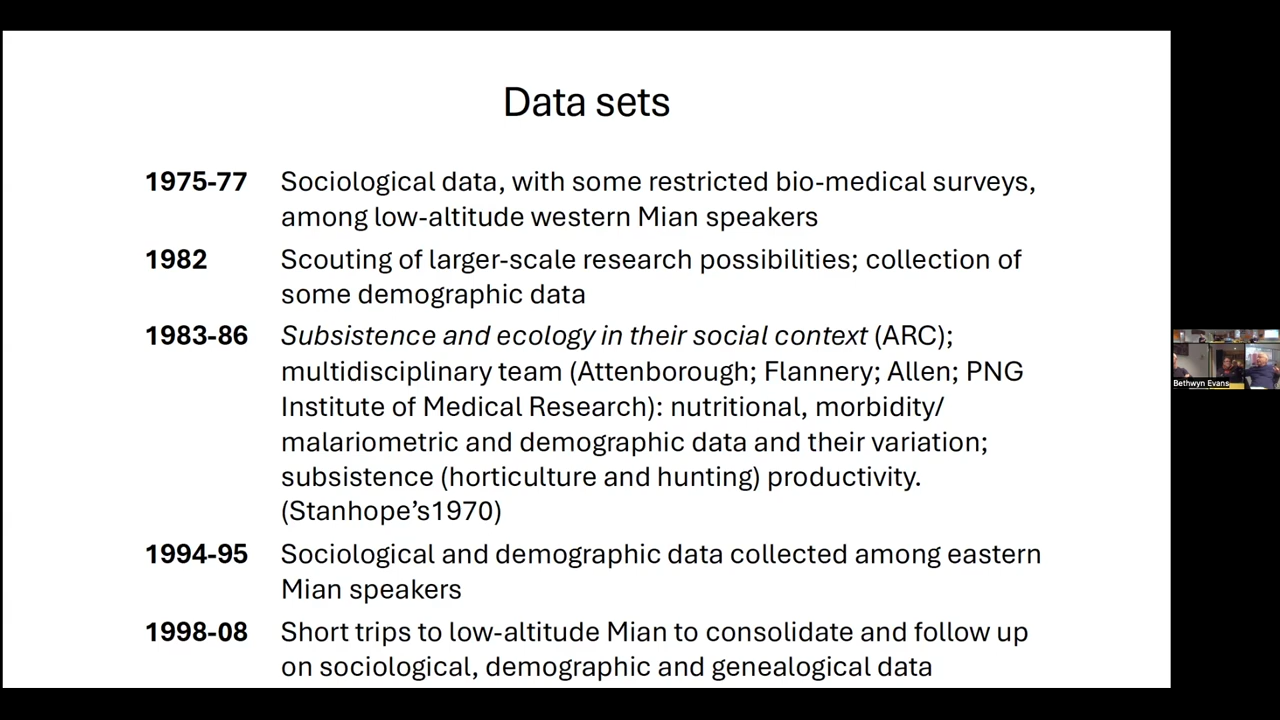 Data sets
1975-77 Sociological data, with some restricted bio-medical surveys,
among low-altitude western Mian speakers
1982 Scouting of larger-scale research possibilities; collection of
some demographic data
1983-86 Subsistence and ecology in their social context (ARC);
multidisciplinary team (Attenborough; Flannery; Allen; PNG
Institute of Medical Research): nutritional, morbidity/
malariometric and demographic data and their variation;
subsistence (horticulture and hunting) productivity.
(Stanhope’s1970)
1994-95 Sociological and demographic data collected among eastern
Mian speakers
1998-08 Short trips to low-altitude Mian to consolidate and follow up
on sociological, demographic and genealogical data
Bethwyn Evans